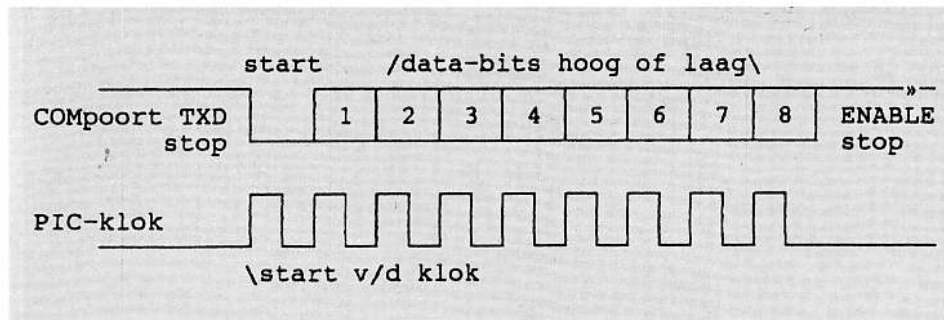 start /data-bits hoog of laag\
COMpoort TXD 1 2 3 4 5 6 7 8 ENABLE
stop stop
PIC-klok
\start v/d klok